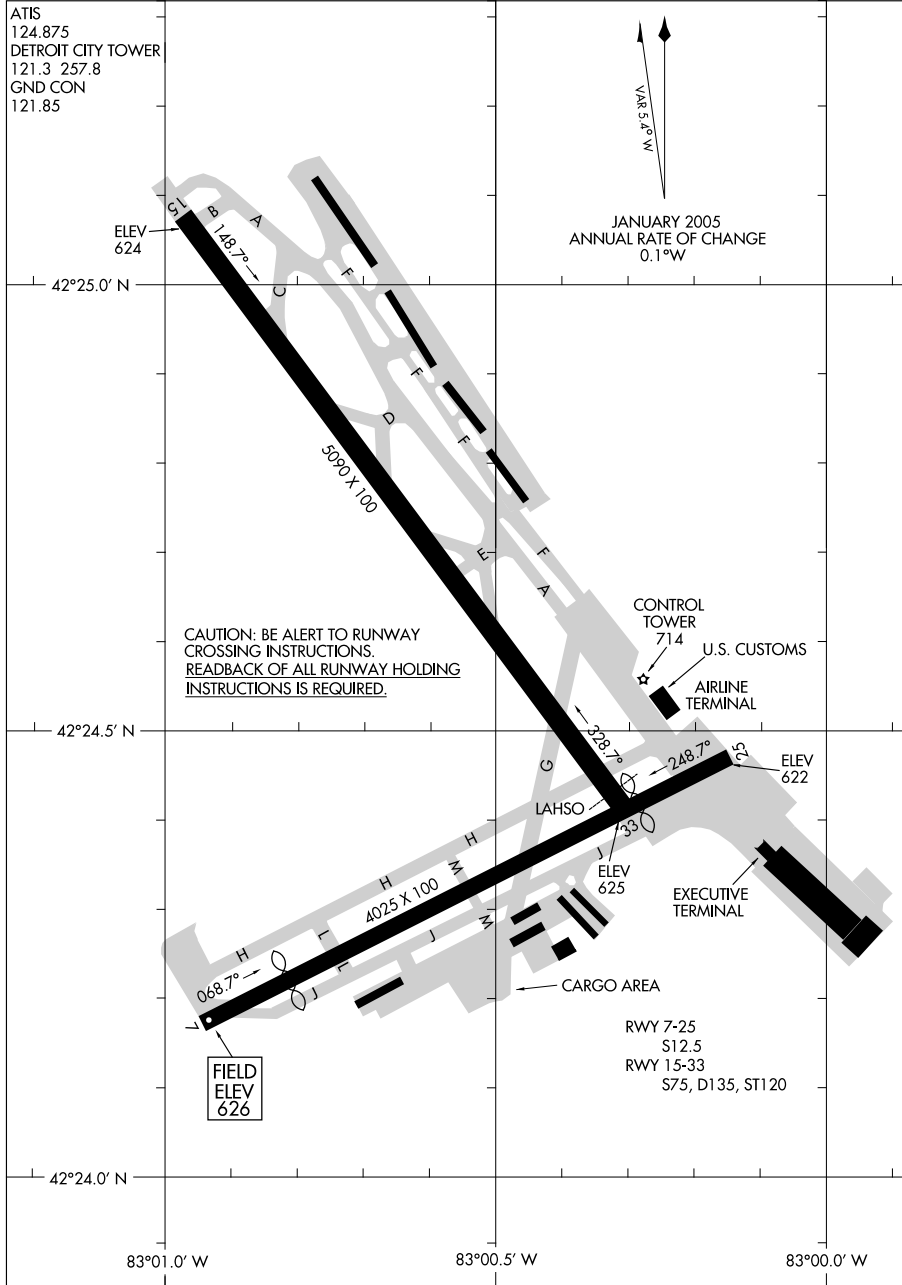 ATIS
124.875
DETROIT CITY TOWER
121.3 257.8
GND CON
121.85
VAR 5.4° W
JANUARY 2005
ANNUAL RATE OF CHANGE
0.1°W
15
B
A
148.7°
ELEV
624
C
F
42°25.0' N
F
D
F
5090 X 100
E
F
A
CONTROL
TOWER
714
U.S. CUSTOMS
AIRLINE
TERMINAL
CAUTION: BE ALERT TO RUNWAY
CROSSING INSTRUCTIONS.
READBACK OF ALL RUNWAY HOLDING
INSTRUCTIONS IS REQUIRED.
42°24.5' N
328.7°
248.7°
25
ELEV
622
G
LAHSO
33
H
J
ELEV
625
M
H
4025 X 100
EXECUTIVE
TERMINAL
M
J
H
L
L
068.7°
J
CARGO AREA
7
RWY 7-25
S12.5
RWY 15-33
S75, D135, ST120
FIELD
ELEV
626
42°24.0' N
83°01.0' W
83°00.5' W
83°00.0' W